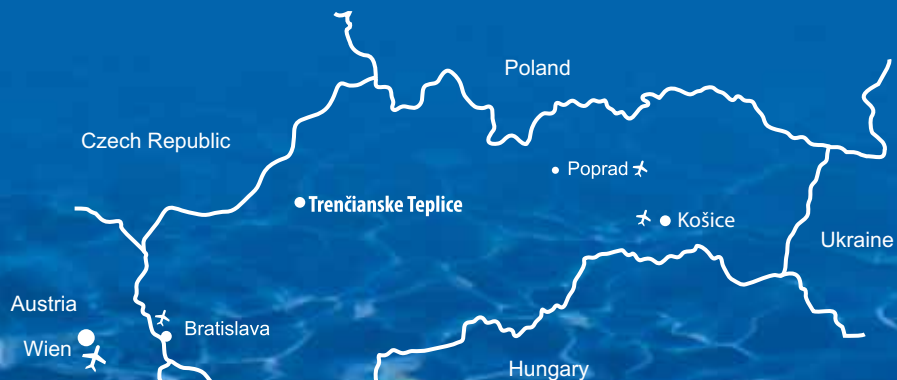 Poland
Czech Republic
Poprad
Trenčianske Teplice
Košice
Ukraine
Austria
Bratislava
Wien
Hungary